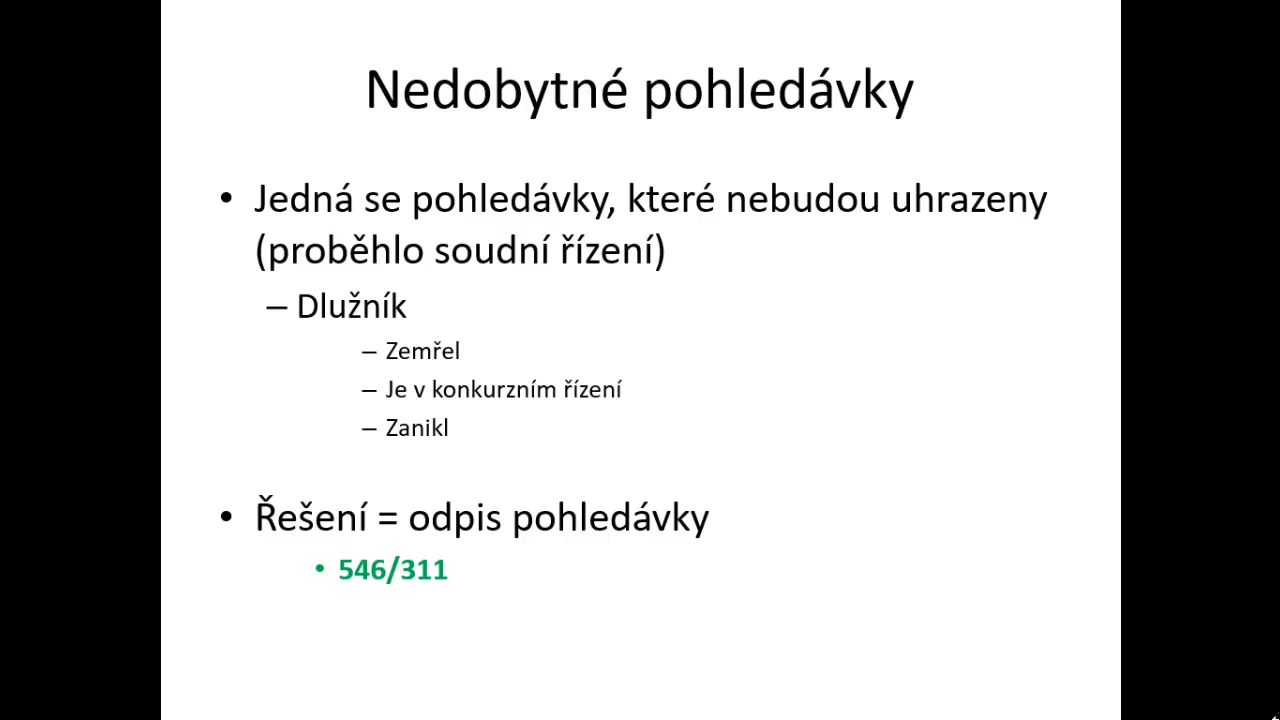 Nedobytné pohledávky
• Jedná se pohledávky, které nebudou uhrazeny
(proběhlo soudní řízení)
– Dlužník
– Zemřel
– Je v konkurzním řízení
– Zanikl
• Řešení = odpis pohledávky
• 546/311